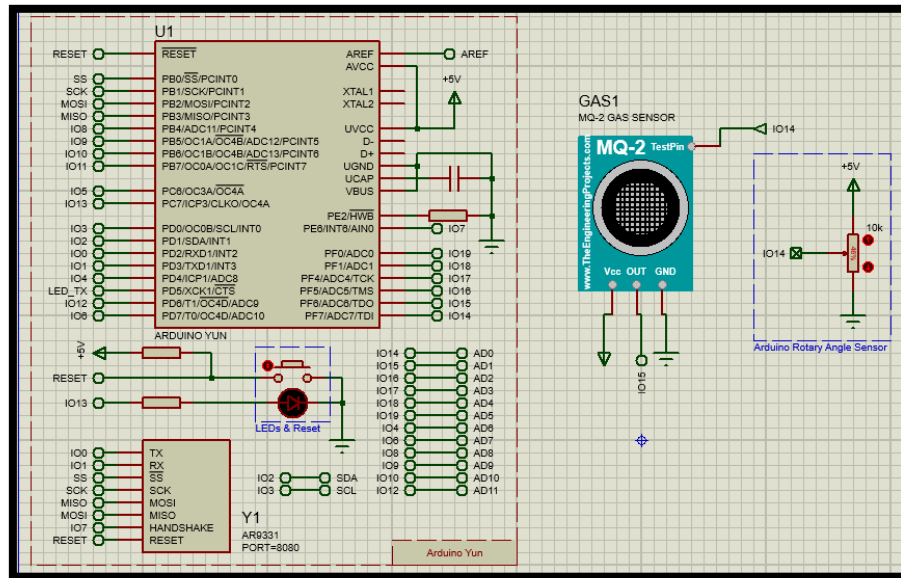 U1
RESET
RESET
AREF
AREF
AVCC
+5V
SS
PB0/SS/PCINT0
XTAL1
SCK
PB1/SCK/PCINT1
XTAL2
MOSI
PB2/MOSI/PCINT2
MISO
PB3/MISO/PCINT3
IO8
PB4/ADC11/PCINT4
UVCC
IO9
PB5/OC1A/OC4B/ADC12/PCINT5
D-
IO10
PB6/OC1B/OC4B/ADC13/PCINT6
D+
IO11
PB7/OC0A/OC1C/RTS/PCINT7
UGND
UCAP
IO5
PC6/OC3A/OC4A
VBUS
IO13
PC7/ICP3/CLKO/OC4A
PE2/HWB
IO3
PD0/OC0B/SCL/INT0
PE6/INT6/AIN0
IO7
IO2
PD1/SDA/INT1
IO0
PD2/RXD1/INT2
PF0/ADC0
IO19
IO1
PD3/TXD1/INT3
PF1/ADC1
IO18
IO4
PD4/ICP1/ADC8
PF4/ADC4/TCK
IO17
LED_TX
PD5/XCK1/CTS
PF5/ADC5/TMS
IO16
IO12
PD6/T1/OC4D/ADC9
PF6/ADC6/TDO
IO15
IO6
PD7/T0/OC4D/ADC10
PF7/ADC7/TDI
IO14
ARDUINO YUN
+5V
RESET
IO13
LEDs & Reset
IO14
AD0
IO15
AD1
IO16
AD2
IO17
AD3
IO18
AD4
IO19
AD5
IO4
AD6
IO6
AD7
IO8
AD8
IO9
AD9
IO10
AD10
IO12
AD11
IO0
TX
IO1
RX
SS
SS
SCK
SCK
MISO
MOSI
MOSI
MISO
IO7
HANDSHAKE
RESET
RESET
IO2
SDA
IO3
SCL
Y1
AR9331
PORT=8080
Arduino Yun
GAS1
MQ-2 GAS SENSOR
MQ-2
TestPin
IO14
www.TheEngineeringProjects.com
Vcc OUT GND
IO15
+5V
10k
IO14
Arduino Rotary Angle Sensor